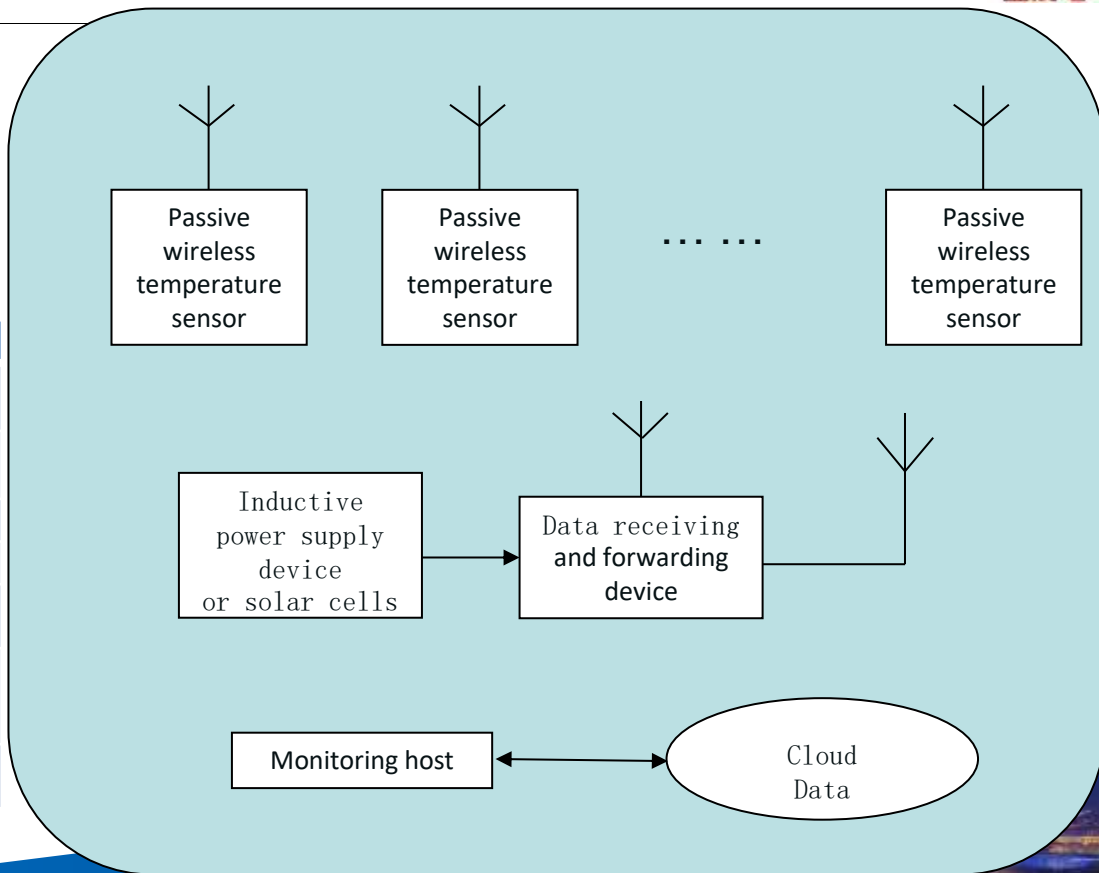 Passive
wireless
temperature
sensor
Passive
wireless
temperature
sensor
... ...
Passive
wireless
temperature
sensor
Inductive
power supply
device
or solar cells
Data receiving
and forwarding
device
Monitoring host
Cloud
Data